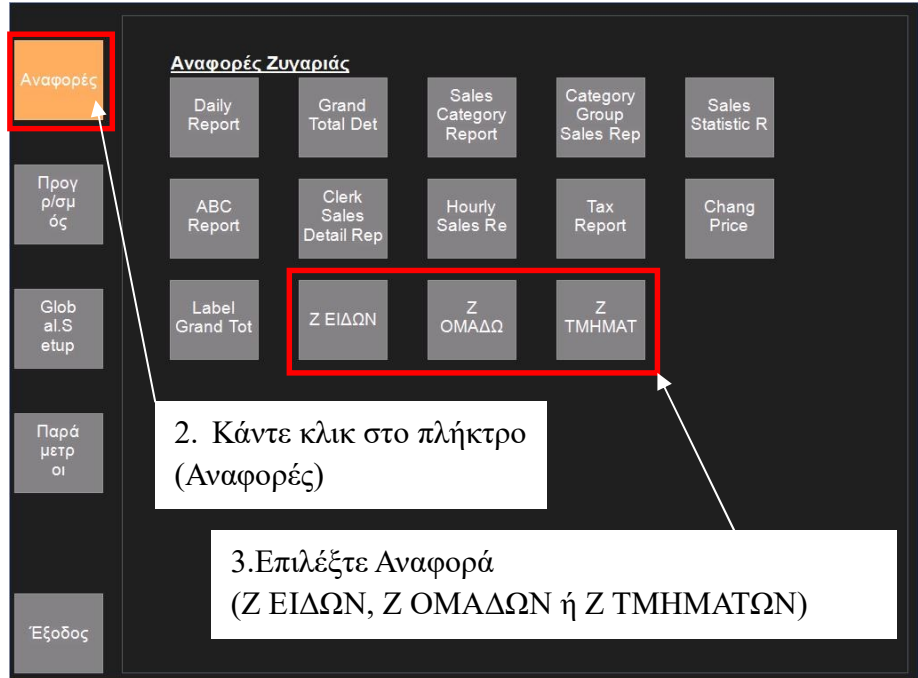 Αναφορές
Προγ
ρ/σμ
ός
Glob
al.S
etup
Παρά
μετρ
οι
Έξοδος
Αναφορές Ζυγαριάς
Daily
Report
Grand
Total Det
Sales
Category
Report
Category
Group
Sales Rep
Sales
Statistic R
ABC
Report
Clerk
Sales
Detail Rep
Hourly
Sales Re
Tax
Report
Chang
Price
Label
Grand Tot
Ζ ΕΙΔΩΝ
Ζ
ΟΜΑΔΩ
Ζ
ΤΜΗΜΑΤ
2. Κάντε κλικ στο πλήκτρο
(Αναφορές)
3.Επιλέξτε Αναφορά
(Ζ ΕΙΔΩΝ, Ζ ΟΜΑΔΩΝ ή Ζ ΤΜΗΜΑΤΩΝ)